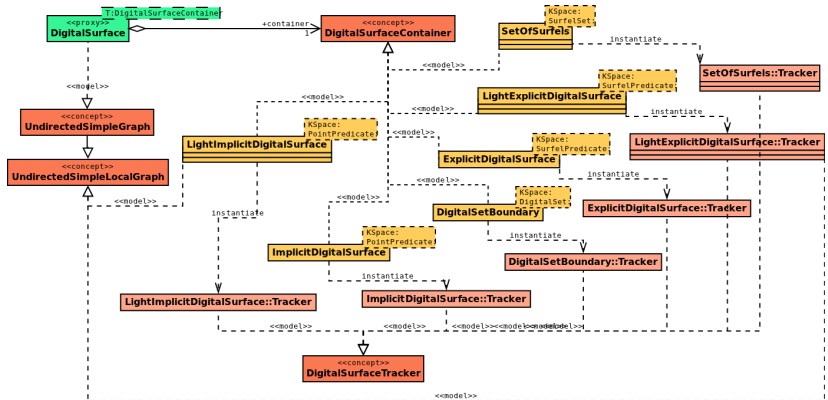 T:DigitalSurfaceContainer
<<proxy>>
DigitalSurface
+container
1
<<concept>>
DigitalSurfaceContainer
KSpace:
SurfelSet:
SetOfSurfels
instantiate
SetOfSurfels::Tracker
<<model>>
<<model>>
KSpace:
SurfelPredicate:
LightExplicitDigitalSurface
instantiate
LightExplicitDigitalSurface::Tracker
<<model>>
<<model>>
<<concept>>
UndirectedSimpleGraph
KSpace:
PointPredicate:
LightImplicitDigitalSurface
<<model>>
KSpace:
SurfelPredicate:
ExplicitDigitalSurface
instantiate
ExplicitDigitalSurface::Tracker
<<concept>>
UndirectedSimpleLocalGraph
<<model>>
<<model>>
<<model>>
KSpace:
DigitalSet:
DigitalSetBoundary
instantiate
DigitalSetBoundary::Tracker
instantiate
KSpace:
PointPredicate:
ImplicitDigitalSurface
instantiate
LightImplicitDigitalSurface::Tracker
ImplicitDigitalSurface::Tracker
<<model>>
<<model>>
<<model>>
<<concept>>
DigitalSurfaceTracker
<<model>>